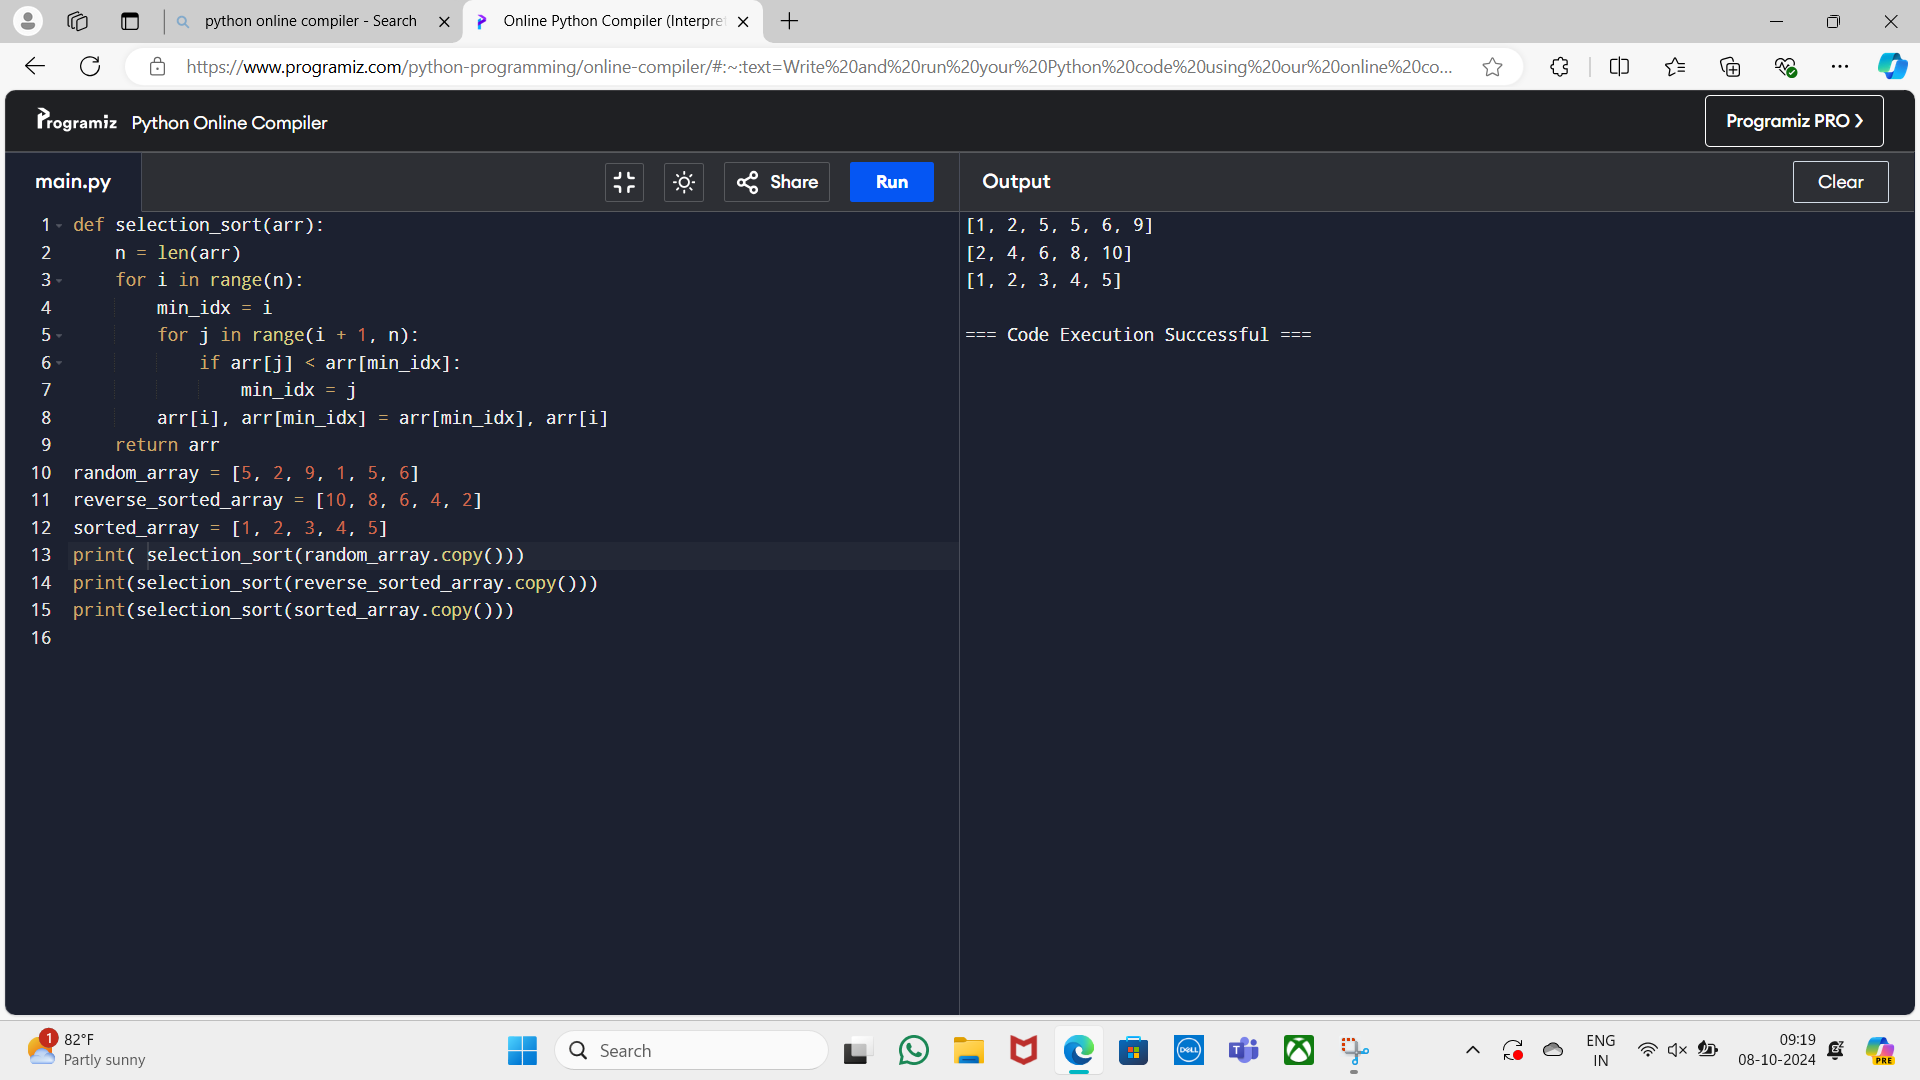 python online compiler - Search
Online Python Compiler (Interpre
https://www.programiz.com/python-programming/online-compiler/#:~:text=Write%20and%20run%20your%20Python%20code%20using%20our%20online%20co...
Programiz Python Online Compiler
Programiz PRO ❯
main.py
Share
Run
Output
Clear
1 def selection_sort(arr):
2     n = len(arr)
3     for i in range(n):
4         min_idx = i
5         for j in range(i + 1, n):
6             if arr[j] < arr[min_idx]:
7                 min_idx = j
8         arr[i], arr[min_idx] = arr[min_idx], arr[i]
9     return arr
10 random_array = [5, 2, 9, 1, 5, 6]
11 reverse_sorted_array = [10, 8, 6, 4, 2]
12 sorted_array = [1, 2, 3, 4, 5]
13 print( selection_sort(random_array.copy()))
14 print(selection_sort(reverse_sorted_array.copy()))
15 print(selection_sort(sorted_array.copy()))
16
[1, 2, 5, 5, 6, 9]
[2, 4, 6, 8, 10]
[1, 2, 3, 4, 5]
=== Code Execution Successful ===
1
82°F
Partly sunny
Search
DELL
PRE
ENG
IN
09:19
08-10-2024